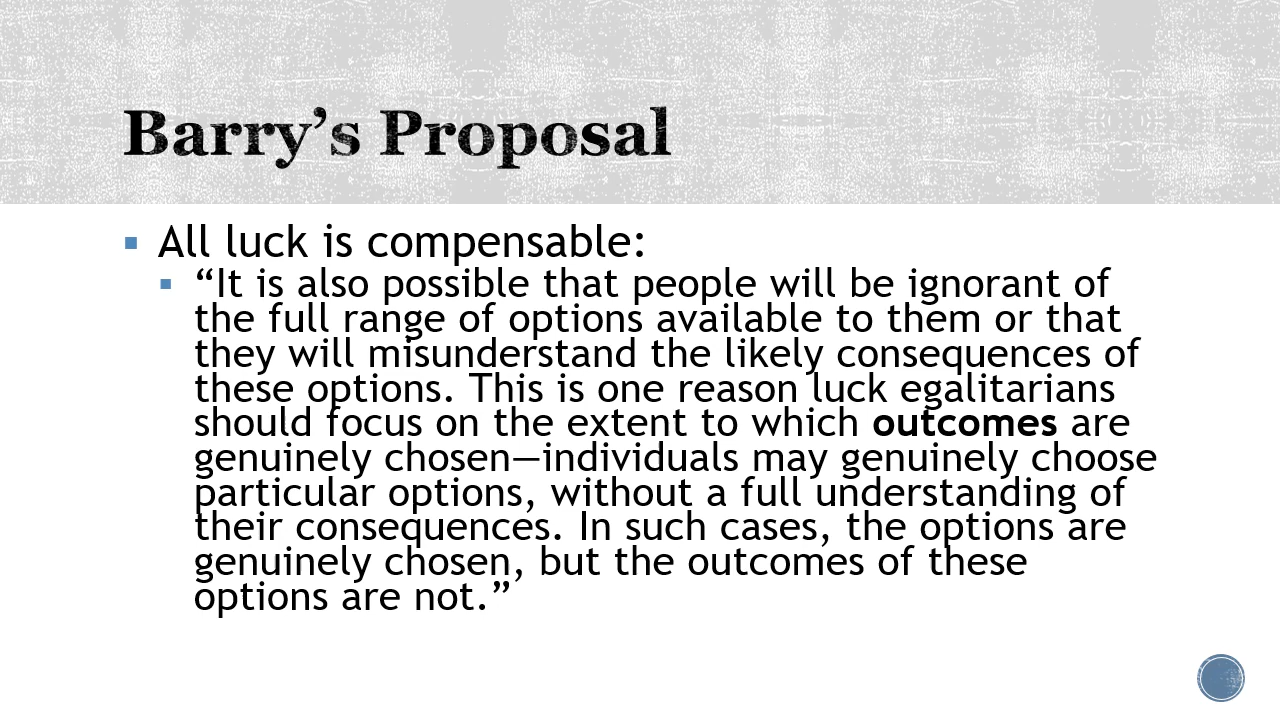 Barry’s Proposal
▪ All luck is compensable:
▪ “It is also possible that people will be ignorant of
the full range of options available to them or that
they will misunderstand the likely consequences of
these options. This is one reason luck egalitarians
should focus on the extent to which outcomes are
genuinely chosen—individuals may genuinely choose
particular options, without a full understanding of
their consequences. In such cases, the options are
genuinely chosen, but the outcomes of these
options are not.”